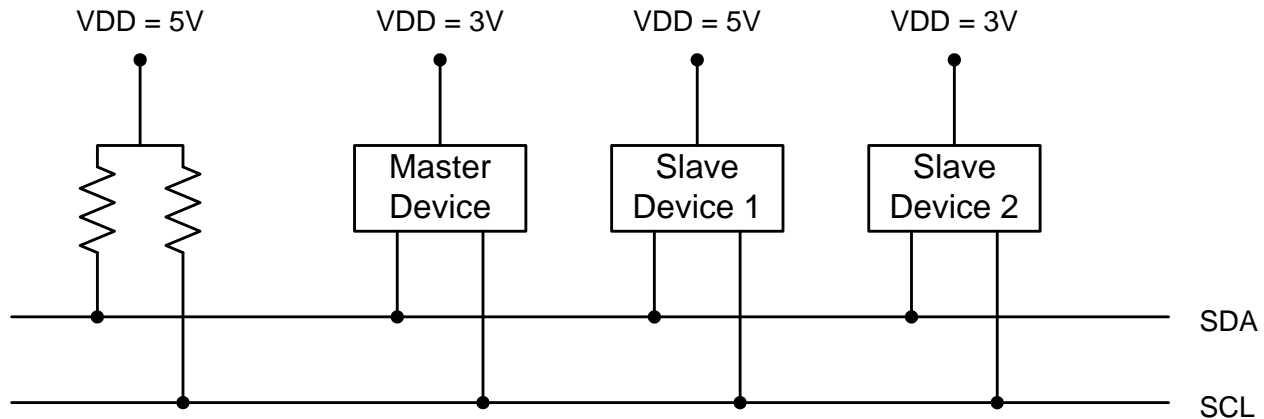 VDD = 5V
VDD = 3V
VDD = 5V
VDD = 3V
Master
Device
Slave
Device 1
Slave
Device 2
SDA
SCL